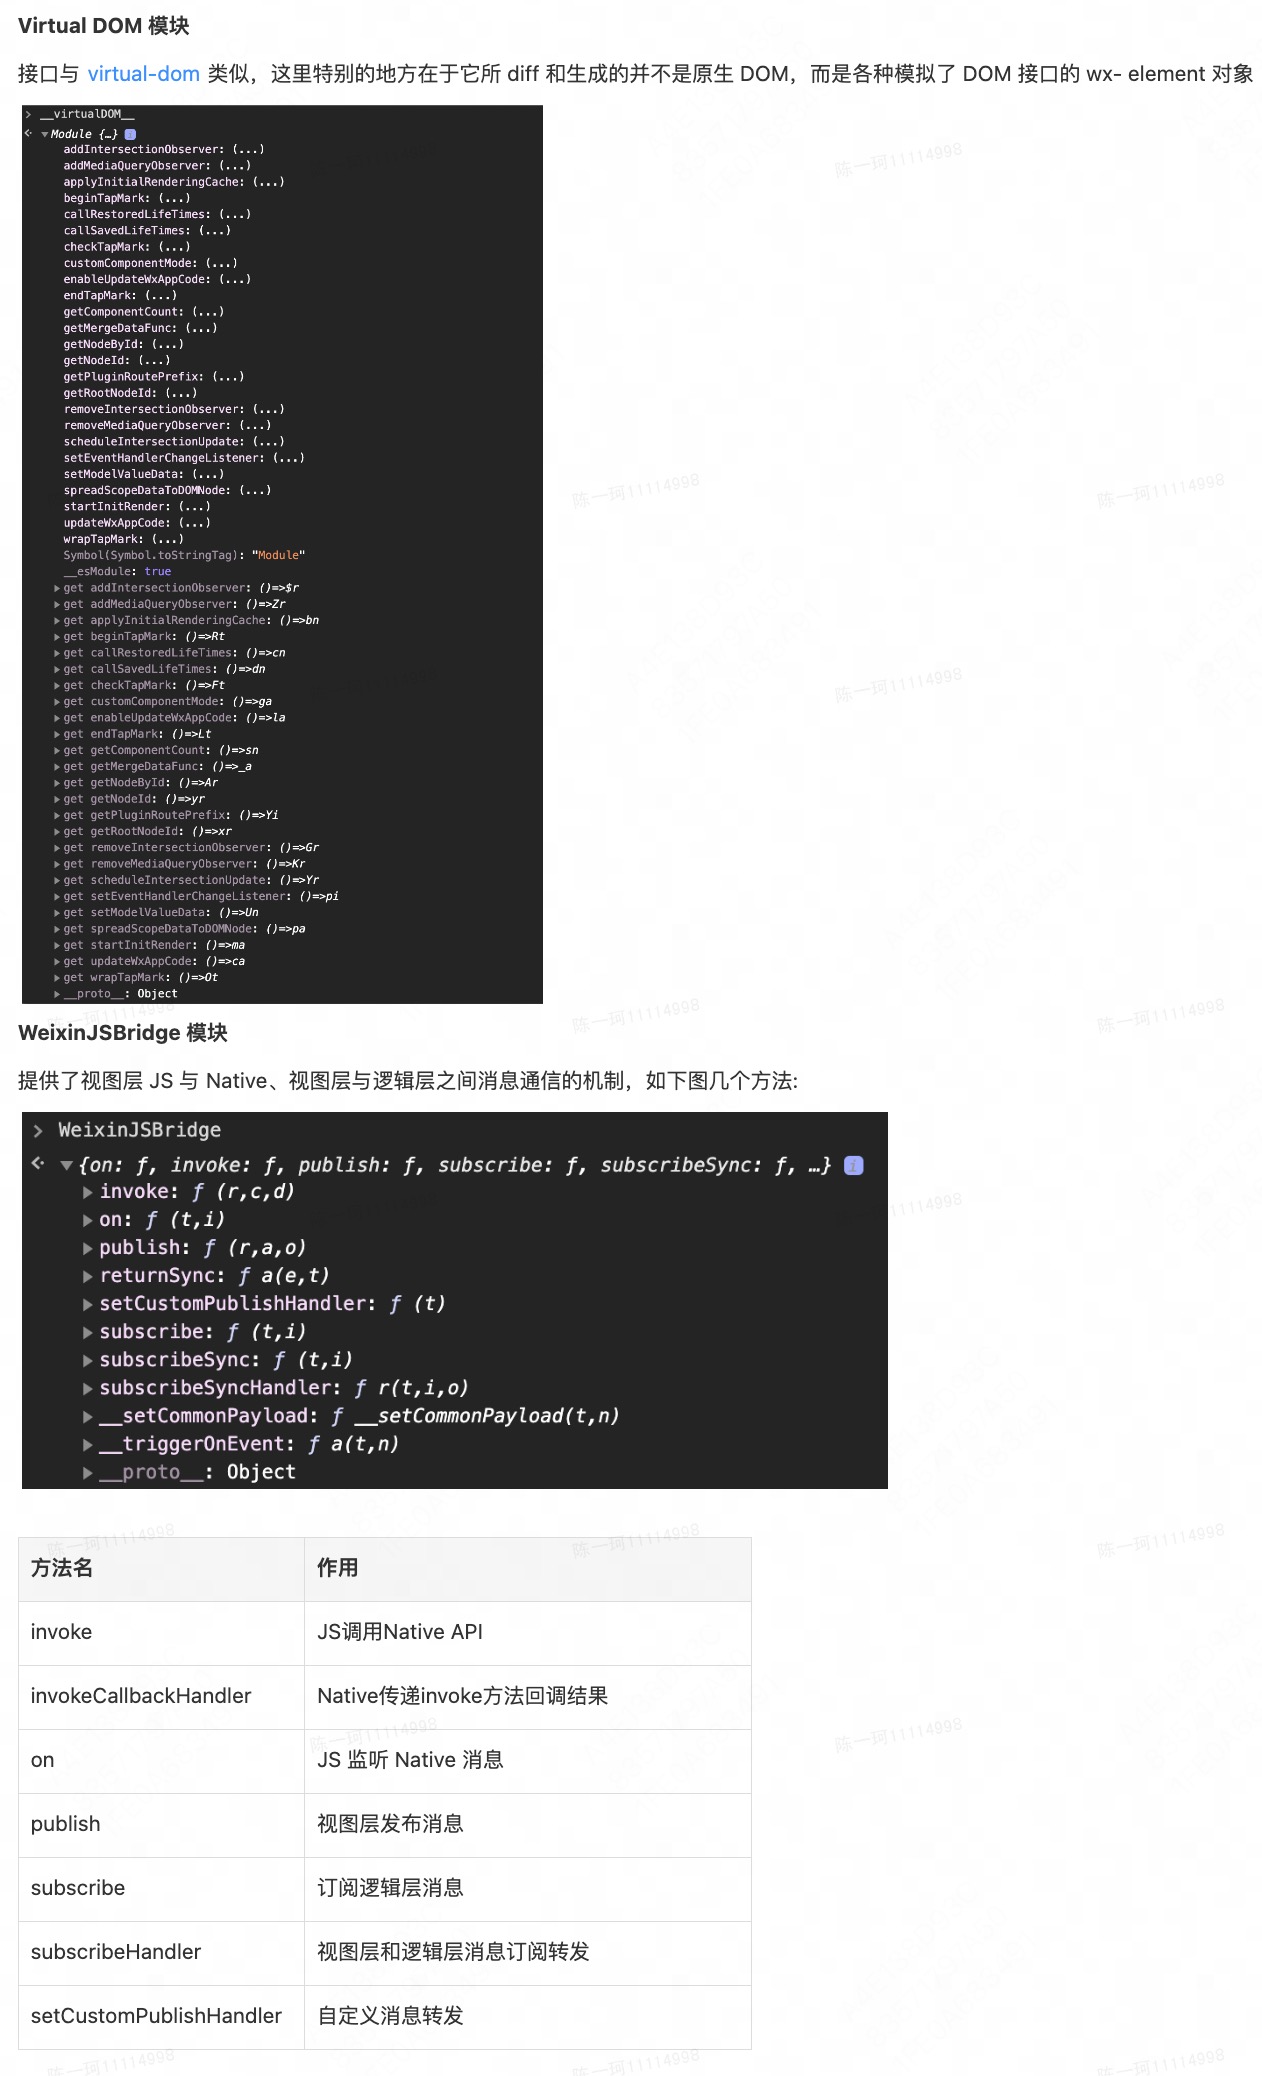 Virtual DOM 模块
接口与 virtual-dom 类似，这里特别的地方在于它所 diff 和生成的并不是原生 DOM，而是各种模拟了 DOM 接口的 wx- element 对象
> __virtualDOM__
Module {…}
addIntersectionObserver: (...)
addMediaQueryObserver: (...)
applyInitialRenderingCache: (...)
beginTapMark: (...)
callRestoredLifeTimes: (...)
callSavedLifeTimes: (...)
checkTapMark: (...)
customComponentMode: (...)
enableUpdateWxAppCode: (...)
endTapMark: (...)
getComponentCount: (...)
getMergeDataFunc: (...)
getNodeById: (...)
getNodeId: (...)
getPluginRoutePrefix: (...)
getRootNodeId: (...)
removeIntersectionObserver: (...)
removeMediaQueryObserver: (...)
scheduleIntersectionUpdate: (...)
setEventHandlerChangeListener: (...)
setModelValueData: (...)
spreadScopeDataToDOMNode: (...)
startInitRender: (...)
updateWxAppCode: (...)
wrapTapMark: (...)
Symbol(Symbol.toStringTag): "Module"
__esModule: true
get addIntersectionObserver: ()=>$r
get addMediaQueryObserver: ()=>Zr
get applyInitialRenderingCache: ()=>bn
get beginTapMark: ()=>Rt
get callRestoredLifeTimes: ()=>cn
get callSavedLifeTimes: ()=>dn
get checkTapMark: ()=>Ft
get customComponentMode: ()=>ga
get enableUpdateWxAppCode: ()=>la
get endTapMark: ()=>Lt
get getComponentCount: ()=>sn
get getMergeDataFunc: ()=>_a
get getNodeById: ()=>Ar
get getNodeId: ()=>yr
get getPluginRoutePrefix: ()=>Yi
get getRootNodeId: ()=>xr
get removeIntersectionObserver: ()=>Gr
get removeMediaQueryObserver: ()=>Kr
get scheduleIntersectionUpdate: ()=>Yr
get setEventHandlerChangeListener: ()=>pi
get setModelValueData: ()=>Un
get spreadScopeDataToDOMNode: ()=>pa
get startInitRender: ()=>ma
get updateWxAppCode: ()=>ca
get wrapTapMark: ()=>Ot
__proto__: Object
WeixinJSBridge 模块
提供了视图层 JS 与 Native、视图层与逻辑层之间消息通信的机制，如下图几个方法:
> WeixinJSBridge
{on: ƒ, invoke: ƒ, publish: ƒ, subscribe: ƒ, subscribeSync: ƒ, …}
invoke: ƒ (r,c,d)
on: ƒ (t,i)
publish: ƒ (r,a,o)
returnSync: ƒ a(e,t)
setCustomPublishHandler: ƒ (t)
subscribe: ƒ (t,i)
subscribeSync: ƒ (t,i)
subscribeSyncHandler: ƒ r(t,i,o)
__setCommonPayload: ƒ __setCommonPayload(t,n)
__triggerOnEvent: ƒ a(t,n)
__proto__: Object
方法名 作用
invoke JS调用Native API
invokeCallbackHandler Native传递invoke方法回调结果
on JS 监听 Native 消息
publish 视图层发布消息
subscribe 订阅逻辑层消息
subscribeHandler 视图层和逻辑层消息订阅转发
setCustomPublishHandler 自定义消息转发
陈一珂11114998